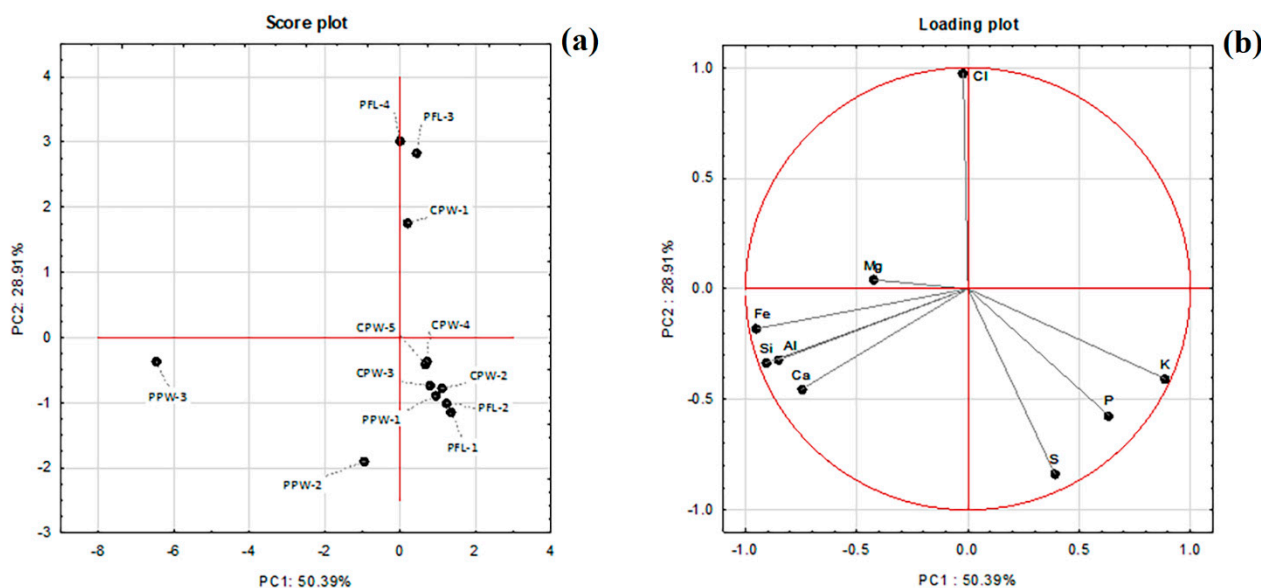 Score plot
(a)
4
3
2
1
0
-1
-2
-3
-8
-6
-4
-2
0
2
4
PC2: 28.91%
PC1: 50.39%
PFL-4
PFL-3
CPW-1
CPW-5
CPW-4
CPW-3
CPW-2
PPW-3
PPW-1
PFL-2
PFL-1
PPW-2
Loading plot
(b)
1.0
0.5
0.0
-0.5
-1.0
-1.0
-0.5
0.0
0.5
1.0
PC2 : 28.91%
PC1 : 50.39%
Cl
Mg
Fe
Si
Al
Ca
K
P
S